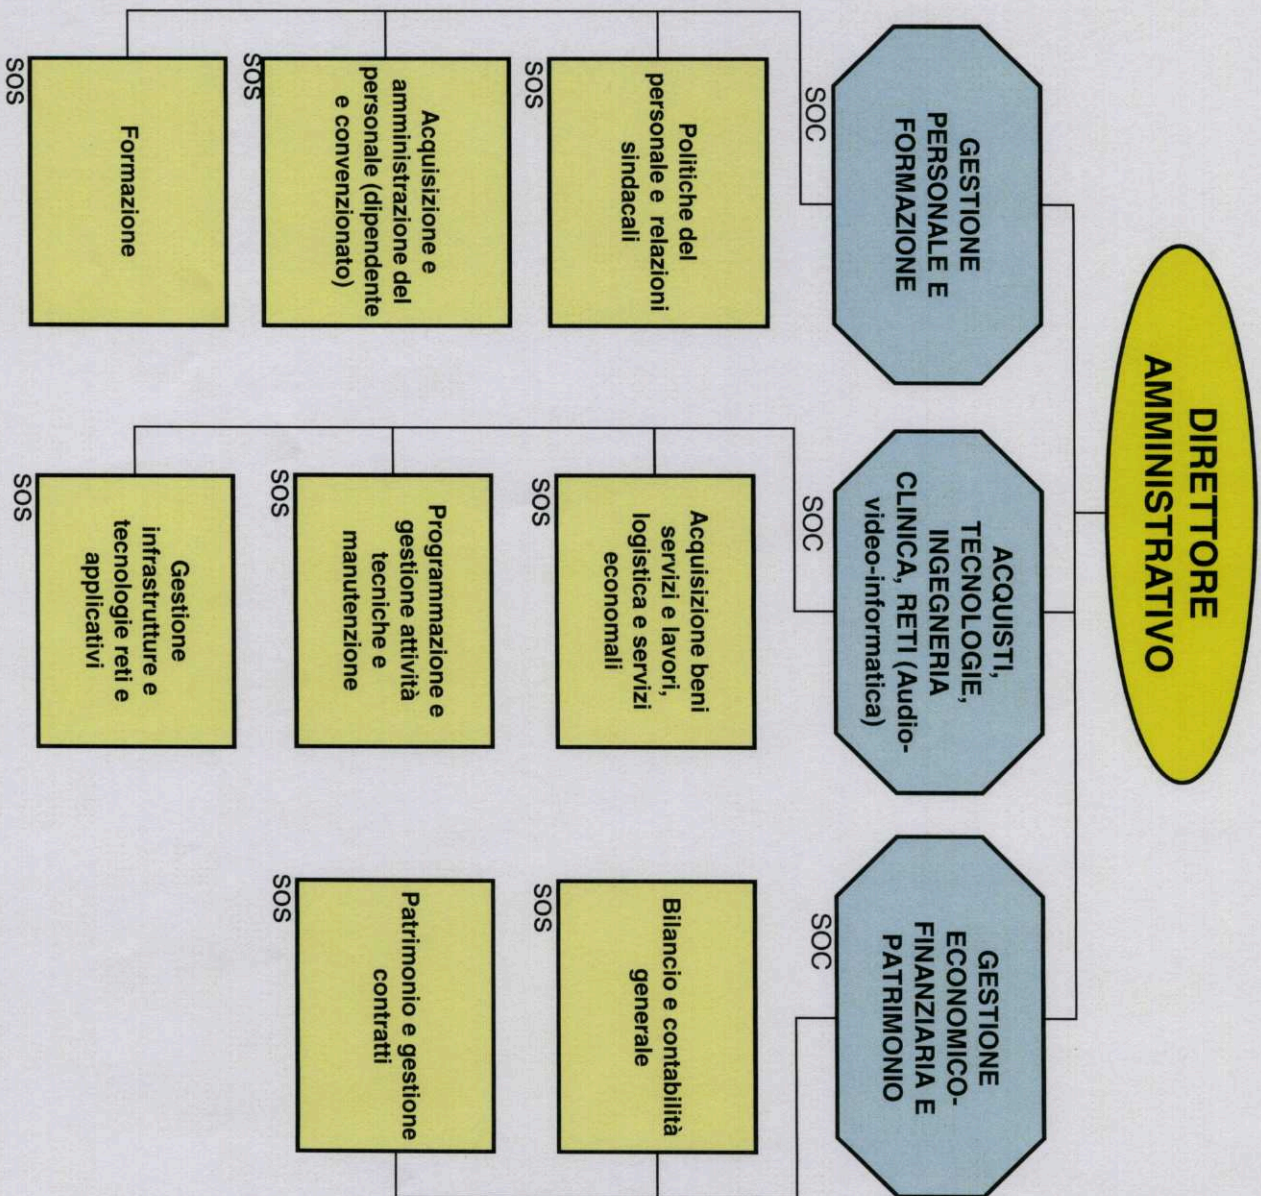 DIRETTORE
AMMINISTRATIVO
GESTIONE
PERSONALE E
FORMAZIONE
SOC
Politiche del
personale e relazioni
sindacali
SOS
Acquisizione e
amministrazione del
personale (dipendente
e convenzionato)
SOS
Formazione
SOS
ACQUISTI,
TECNOLOGIE,
INGEGNERIA
CLINICA, RETI (Audio-
video-informatica)
SOC
Acquisizione beni
servizi e lavori,
logistica e servizi
economali
SOS
Programmazione e
gestione attività
tecniche e
manutenzione
SOS
Gestione
infrastrutture e
tecnologie reti e
applicativi
SOS
GESTIONE
ECONOMICO-
FINANZIARIA E
PATRIMONIO
SOC
Bilancio e contabilità
generale
SOS
Patrimonio e gestione
contratti
SOS